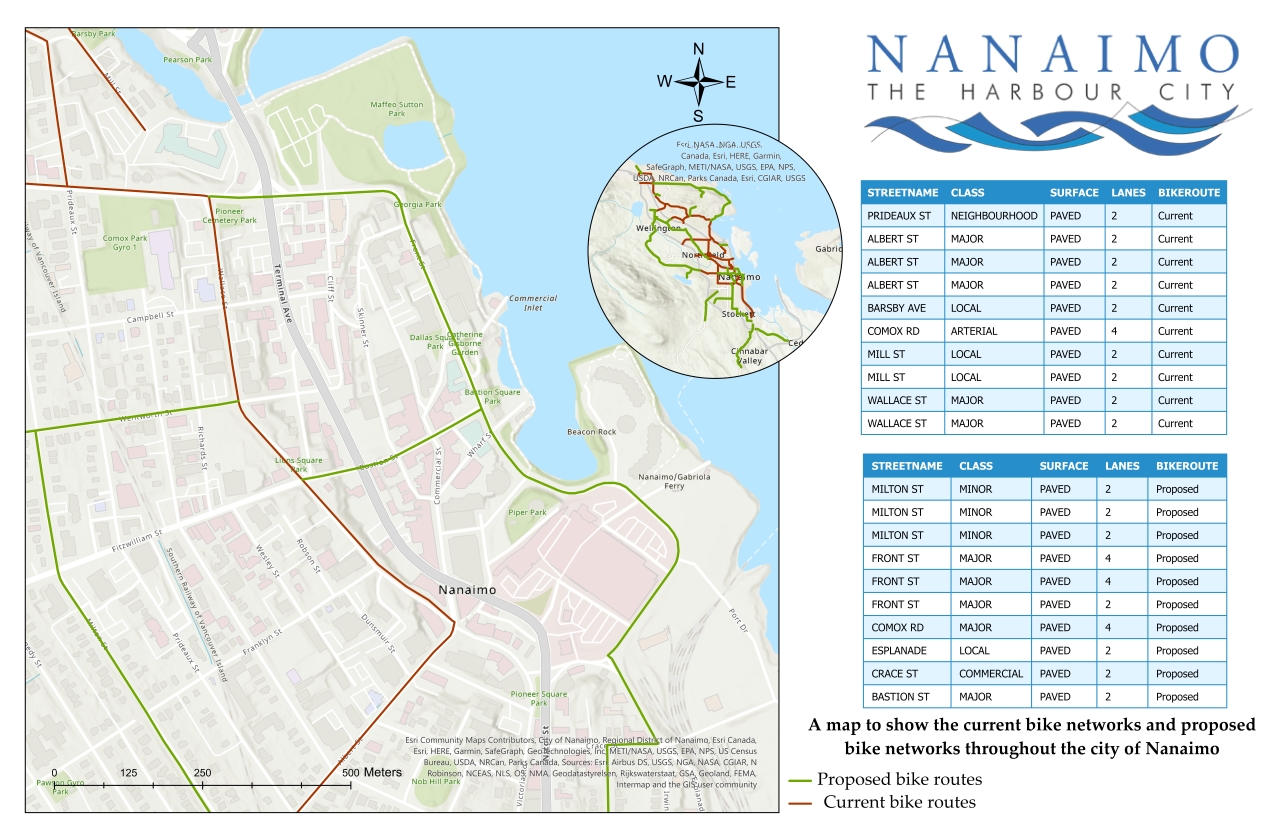 Barsby Park
Pearson Park
Mill St
Maffeo Sutton
Park
N
W
E
S
NANAIMO
THE HARBOUR CITY
Esri, NASA, NGA, USGS,
Canada, Esri, HERE, Garmin,
SafeGraph, METI/NASA, USGS, EPA, NPS,
USDA, NRCan, Parks Canada, Esri, CGIAR, USGS
Wellington
Northfield
Nanaimo
Stockett
Cinnabar
Valley
Gabric
Ced
Prideaux St
Pioneer
Cemetery Park
Georgia Park
Comox Park
Gyro 1
way of Vancouver Island
Wallace St
Terminal Ave
Cliff St
Front St
Skinner St
Campbell St
Commercial
Inlet
Dallas Square
Park
Catherine
Gisborne
Garden
Bastion Square
Park
Wentworth St
Richards St
Lions Square
Park
Bastion St
Commercial St
Wharf St
Beacon Rock
Nanaimo/Gabriola
Ferry
Piper Park
Fitzwilliam St
Southern Railway of Vancouver Island
Wesley St
Robson St
Nanaimo
Milton St
Prideaux St
Franklyn St
Dunsmuir St
Port Dr
nedy St
Pioneer Square
Park
Albert St
Nicol St
Crace St
Victoria
Irwin
Esplanad
Nob Hill Park
Pawson Gyro
Park
0 125 250 500 Meters
Esri Community Maps Contributors, City of Nanaimo, Regional District of Nanaimo, Esri Canada,
Esri, HERE, Garmin, SafeGraph, GeoTechnologies, Inc, METI/NASA, USGS, EPA, NPS, US Census
Bureau, USDA, NRCan, Parks Canada, Sources: Esri, Airbus DS, USGS, NGA, NASA, CGIAR, N
Robinson, NCEAS, NLS, OS, NMA, Geodatastyrelsen, Rijkswaterstaat, GSA, Geoland, FEMA,
Intermap and the GIS user community
STREETNAME CLASS SURFACE LANES BIKEROUTE
PRIDEAUX ST NEIGHBOURHOOD PAVED 2 Current
ALBERT ST MAJOR PAVED 2 Current
ALBERT ST MAJOR PAVED 2 Current
ALBERT ST MAJOR PAVED 2 Current
BARSBY AVE LOCAL PAVED 2 Current
COMOX RD ARTERIAL PAVED 4 Current
MILL ST LOCAL PAVED 2 Current
MILL ST LOCAL PAVED 2 Current
WALLACE ST MAJOR PAVED 2 Current
WALLACE ST MAJOR PAVED 2 Current
STREETNAME CLASS SURFACE LANES BIKEROUTE
MILTON ST MINOR PAVED 2 Proposed
MILTON ST MINOR PAVED 2 Proposed
MILTON ST MINOR PAVED 2 Proposed
FRONT ST MAJOR PAVED 4 Proposed
FRONT ST MAJOR PAVED 4 Proposed
FRONT ST MAJOR PAVED 2 Proposed
COMOX RD MAJOR PAVED 4 Proposed
ESPLANADE LOCAL PAVED 2 Proposed
CRACE ST COMMERCIAL PAVED 2 Proposed
BASTION ST MAJOR PAVED 2 Proposed
A map to show the current bike networks and proposed
bike networks throughout the city of Nanaimo
Proposed bike routes
Current bike routes